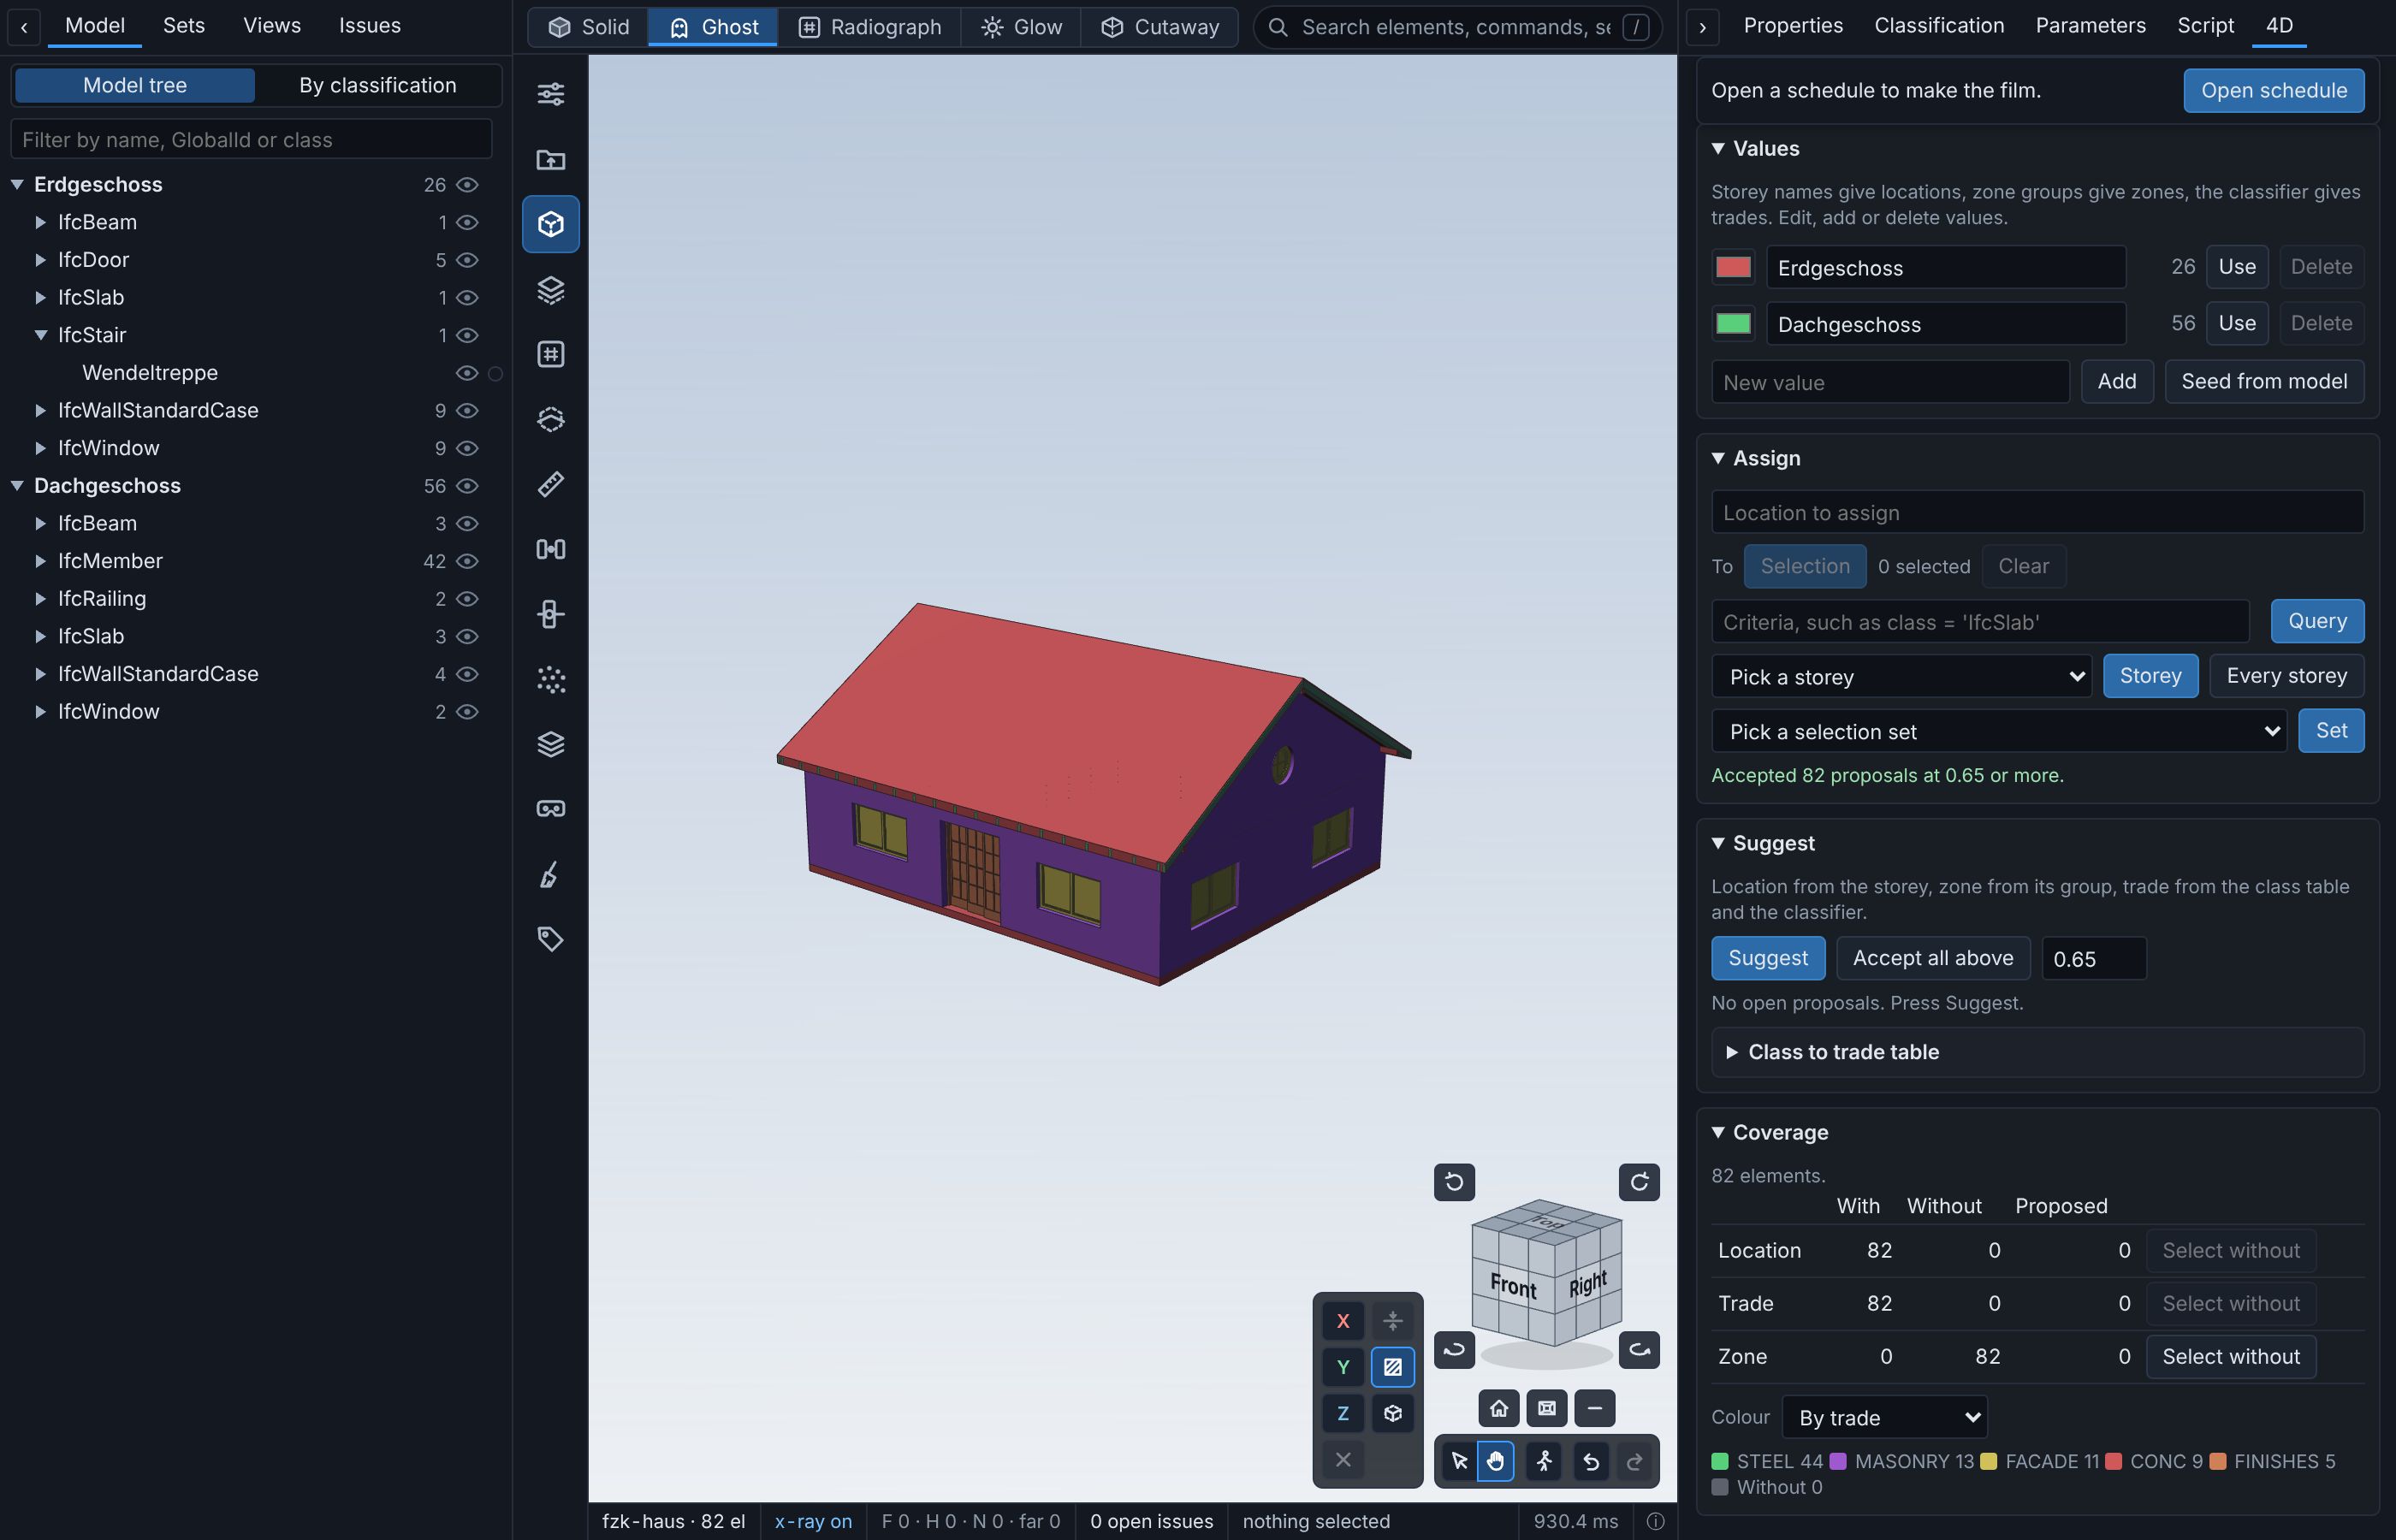 Model Sets Views Issues
Model tree By classification
Filter by name, GlobalId or class
Erdgeschoss 26
IfcBeam 1
IfcDoor 5
IfcSlab 1
IfcStair 1
Wendeltreppe
IfcWallStandardCase 9
IfcWindow 9
Dachgeschoss 56
IfcBeam 3
IfcMember 42
IfcRailing 2
IfcSlab 3
IfcWallStandardCase 4
IfcWindow 2
Solid Ghost Radiograph Glow Cutaway
Search elements, commands, se /
Top
Front Right
X
Y
Z
fzk-haus · 82 el x-ray on F 0 · H 0 · N 0 · far 0 0 open issues nothing selected 930.4 ms
Properties Classification Parameters Script 4D
Open a schedule to make the film. Open schedule
Values
Storey names give locations, zone groups give zones, the classifier gives
trades. Edit, add or delete values.
Erdgeschoss 26 Use Delete
Dachgeschoss 56 Use Delete
New value Add Seed from model
Assign
Location to assign
To Selection 0 selected Clear
Criteria, such as class = 'IfcSlab' Query
Pick a storey Storey Every storey
Pick a selection set Set
Accepted 82 proposals at 0.65 or more.
Suggest
Location from the storey, zone from its group, trade from the class table
and the classifier.
Suggest Accept all above 0.65
No open proposals. Press Suggest.
Class to trade table
Coverage
82 elements.
With Without Proposed
Location 82 0 0 Select without
Trade 82 0 0 Select without
Zone 0 82 0 Select without
Colour By trade
STEEL 44 MASONRY 13 FACADE 11 CONC 9 FINISHES 5
Without 0